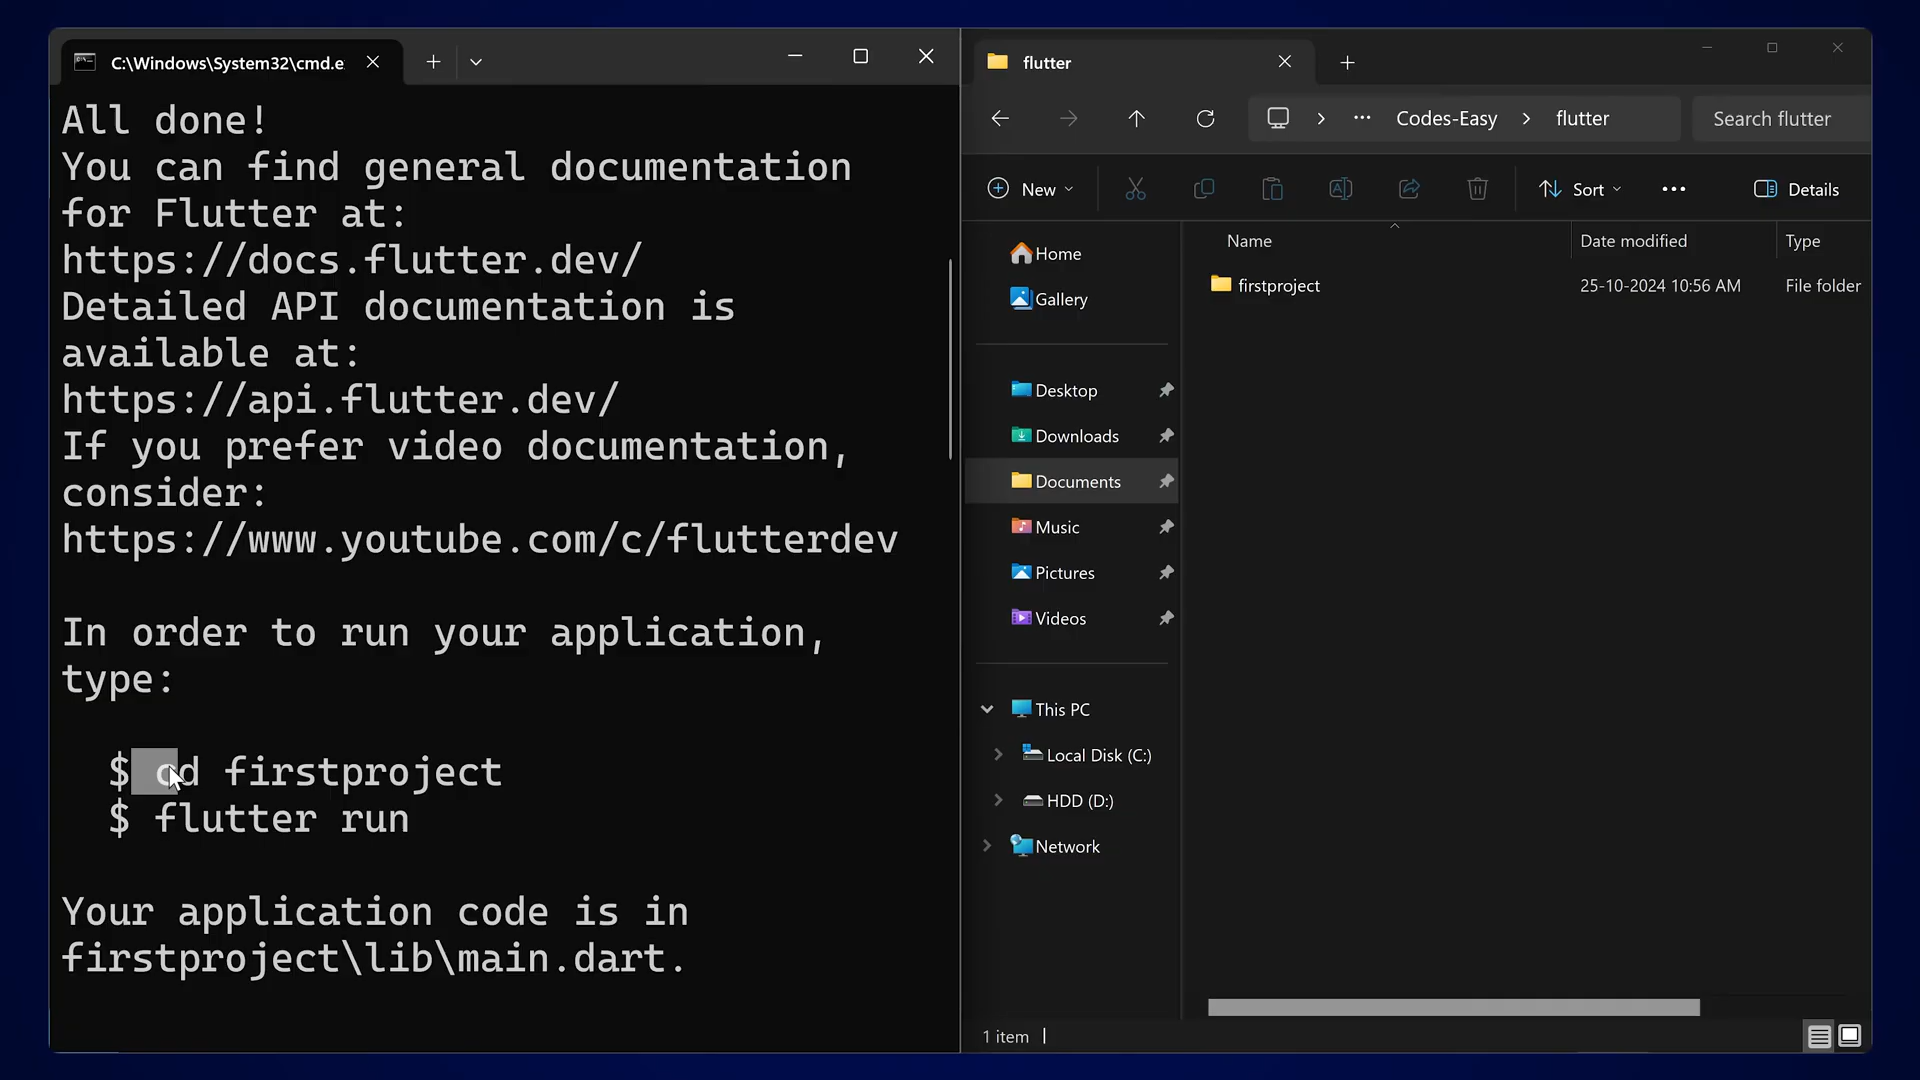 C:\Windows\System32\cmd.e
All done!
You can find general documentation
for Flutter at:
https://docs.flutter.dev/
Detailed API documentation is
available at:
https://api.flutter.dev/
If you prefer video documentation,
consider:
https://www.youtube.com/c/flutterdev
In order to run your application,
type:
$ cd firstproject
$ flutter run
Your application code is in
firstproject\lib\main.dart.
flutter
Codes-Easy > flutter
Search flutter
New
Sort
Details
Name Date modified Type
firstproject 25-10-2024 10:56 AM File folder
Home
Gallery
Desktop
Downloads
Documents
Music
Pictures
Videos
This PC
Local Disk (C:)
HDD (D:)
Network
1 item